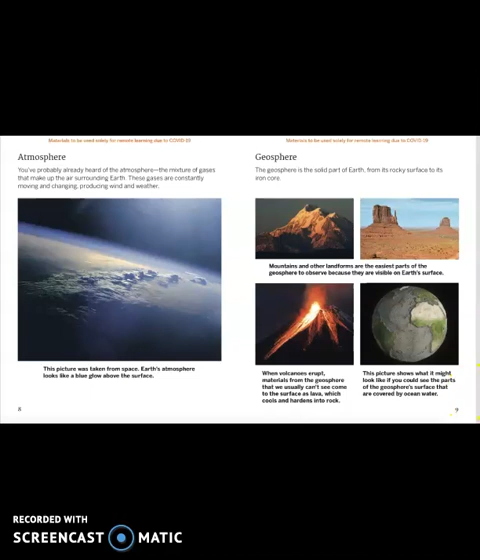 Materials to be used solely for remote learning due to COVID-19
Atmosphere
You've probably already heard of the atmosphere—the mixture of gases
that make up the air surrounding Earth. These gases are constantly
moving and changing, producing wind and weather.
This picture was taken from space. Earth's atmosphere
looks like a blue glow above the surface.
8
Materials to be used solely for remote learning due to COVID-19
Geosphere
The geosphere is the solid part of Earth, from its rocky surface to its
iron core.
Mountains and other landforms are the easiest parts of the
geosphere to observe because they are visible on Earth's surface.
When volcanoes erupt,
materials from the geosphere
that we usually can't see come
to the surface as lava, which
cools and hardens into rock.
This picture shows what it might
look like if you could see the parts
of the geosphere's surface that
are covered by ocean water.
9
RECORDED WITH
SCREENCAST MATIC